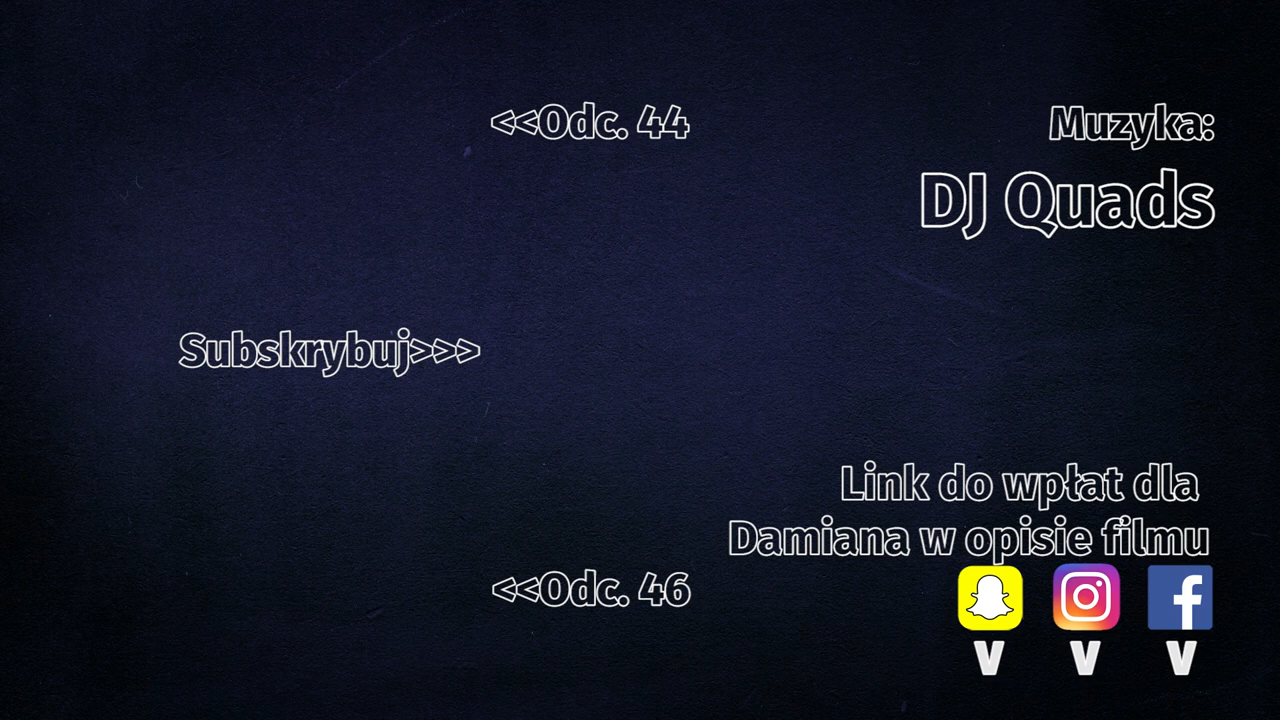 <<Odc. 44
Muzyka:
DJ Quads
Subskrybuj>>>
Link do wpłat dla
Damiana w opisie filmu
<<Odc. 46
V V V